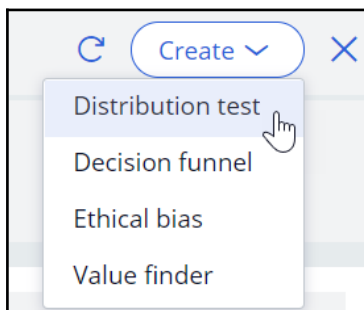 Create
Distribution test
Decision funnel
Ethical bias
Value finder